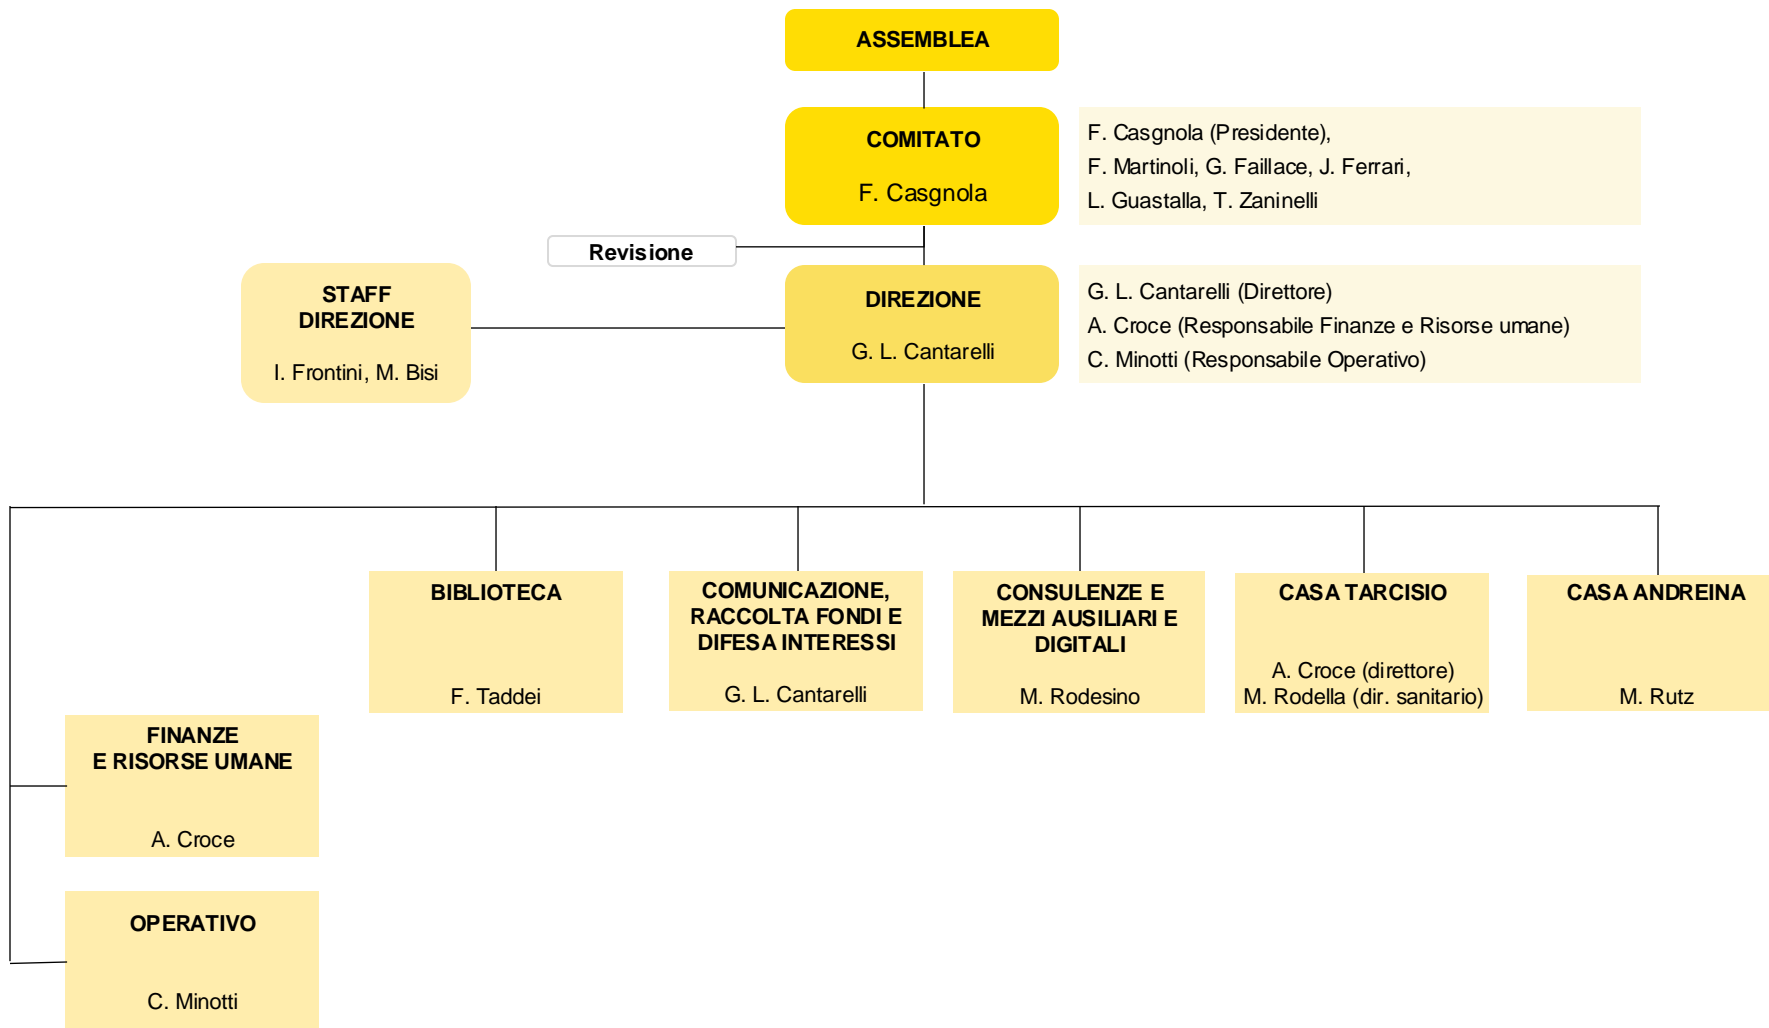 ASSEMBLEA
COMITATO
F. Casgnola
F. Casgnola (Presidente),
F. Martinoli, G. Faillace, J. Ferrari,
L. Guastalla, T. Zaninelli
Revisione
STAFF
DIREZIONE
I. Frontini, M. Bisi
DIREZIONE
G. L. Cantarelli
G. L. Cantarelli (Direttore)
A. Croce (Responsabile Finanze e Risorse umane)
C. Minotti (Responsabile Operativo)
BIBLIOTECA
F. Taddei
COMUNICAZIONE,
RACCOLTA FONDI E
DIFESA INTERESSI
G. L. Cantarelli
CONSULENZE E
MEZZI AUSILIARI E
DIGITALI
M. Rodesino
CASA TARCISIO
A. Croce (direttore)
M. Rodella (dir. sanitario)
CASA ANDREINA
M. Rutz
FINANZE
E RISORSE UMANE
A. Croce
OPERATIVO
C. Minotti